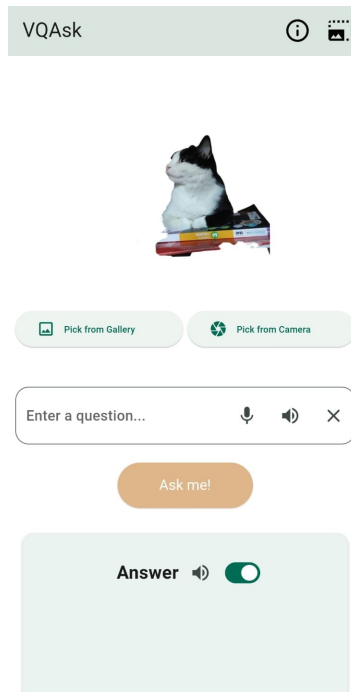 VQAsk
Pick from Gallery
Pick from Camera
Enter a question...
Ask me!
Answer